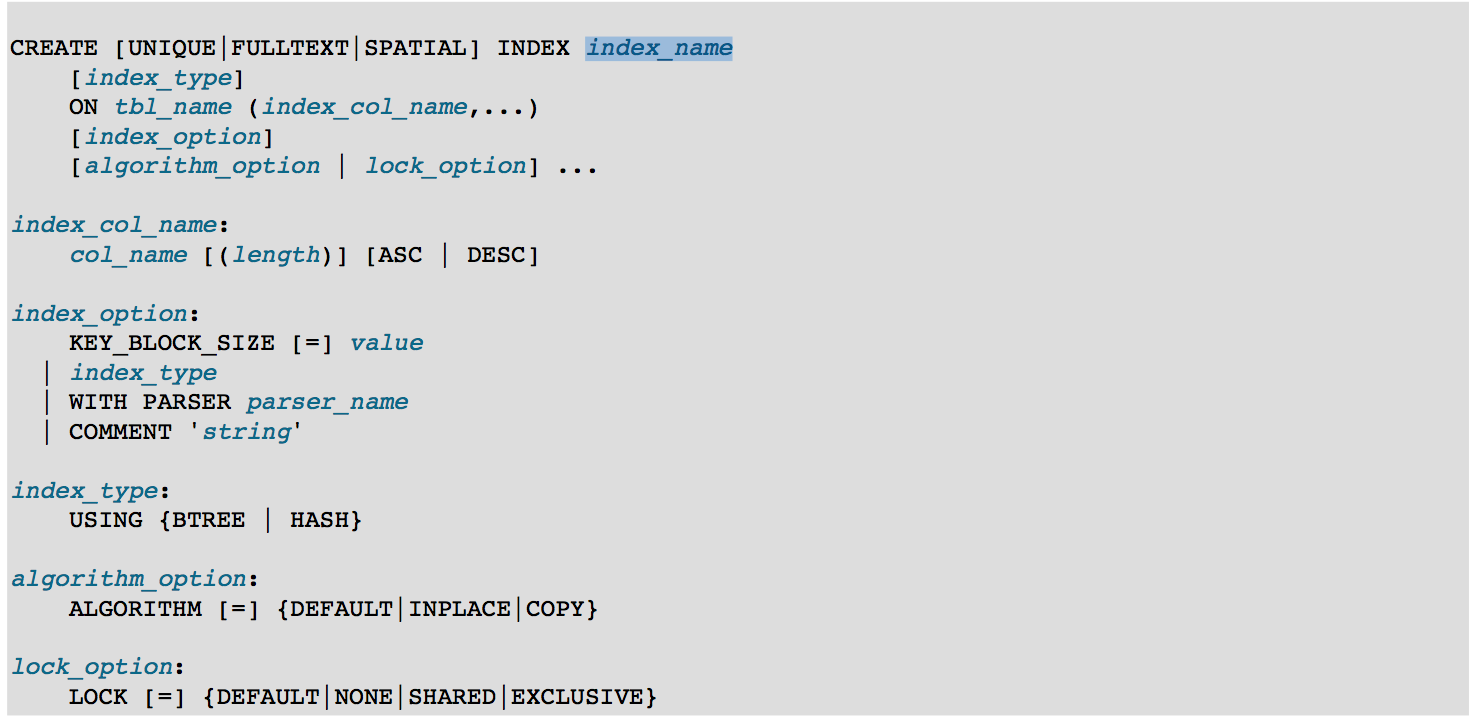 CREATE [UNIQUE|FULLTEXT|SPATIAL] INDEX index_name
    [index_type]
    ON tbl_name (index_col_name,...)
    [index_option]
    [algorithm_option | lock_option] ...

index_col_name:
    col_name [(length)] [ASC | DESC]

index_option:
    KEY_BLOCK_SIZE [=] value
  | index_type
  | WITH PARSER parser_name
  | COMMENT 'string'

index_type:
    USING {BTREE | HASH}

algorithm_option:
    ALGORITHM [=] {DEFAULT|INPLACE|COPY}

lock_option:
    LOCK [=] {DEFAULT|NONE|SHARED|EXCLUSIVE}